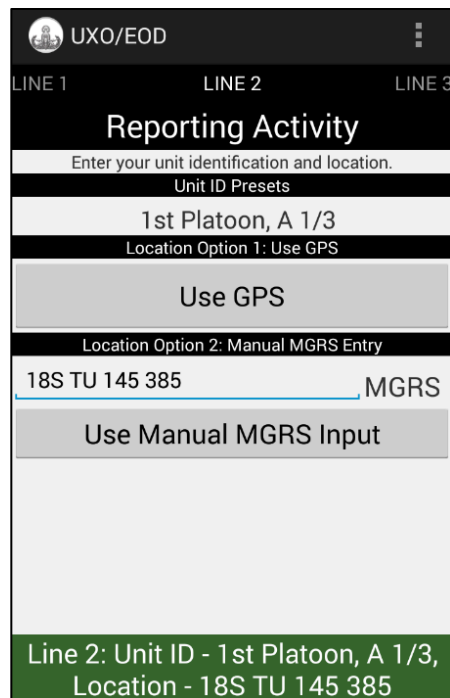 UXO/EOD
LINE 1 LINE 2 LINE 3
Reporting Activity
Enter your unit identification and location.
Unit ID Presets
1st Platoon, A 1/3
Location Option 1: Use GPS
Use GPS
Location Option 2: Manual MGRS Entry
18S TU 145 385 MGRS
Use Manual MGRS Input
Line 2: Unit ID - 1st Platoon, A 1/3,
Location - 18S TU 145 385